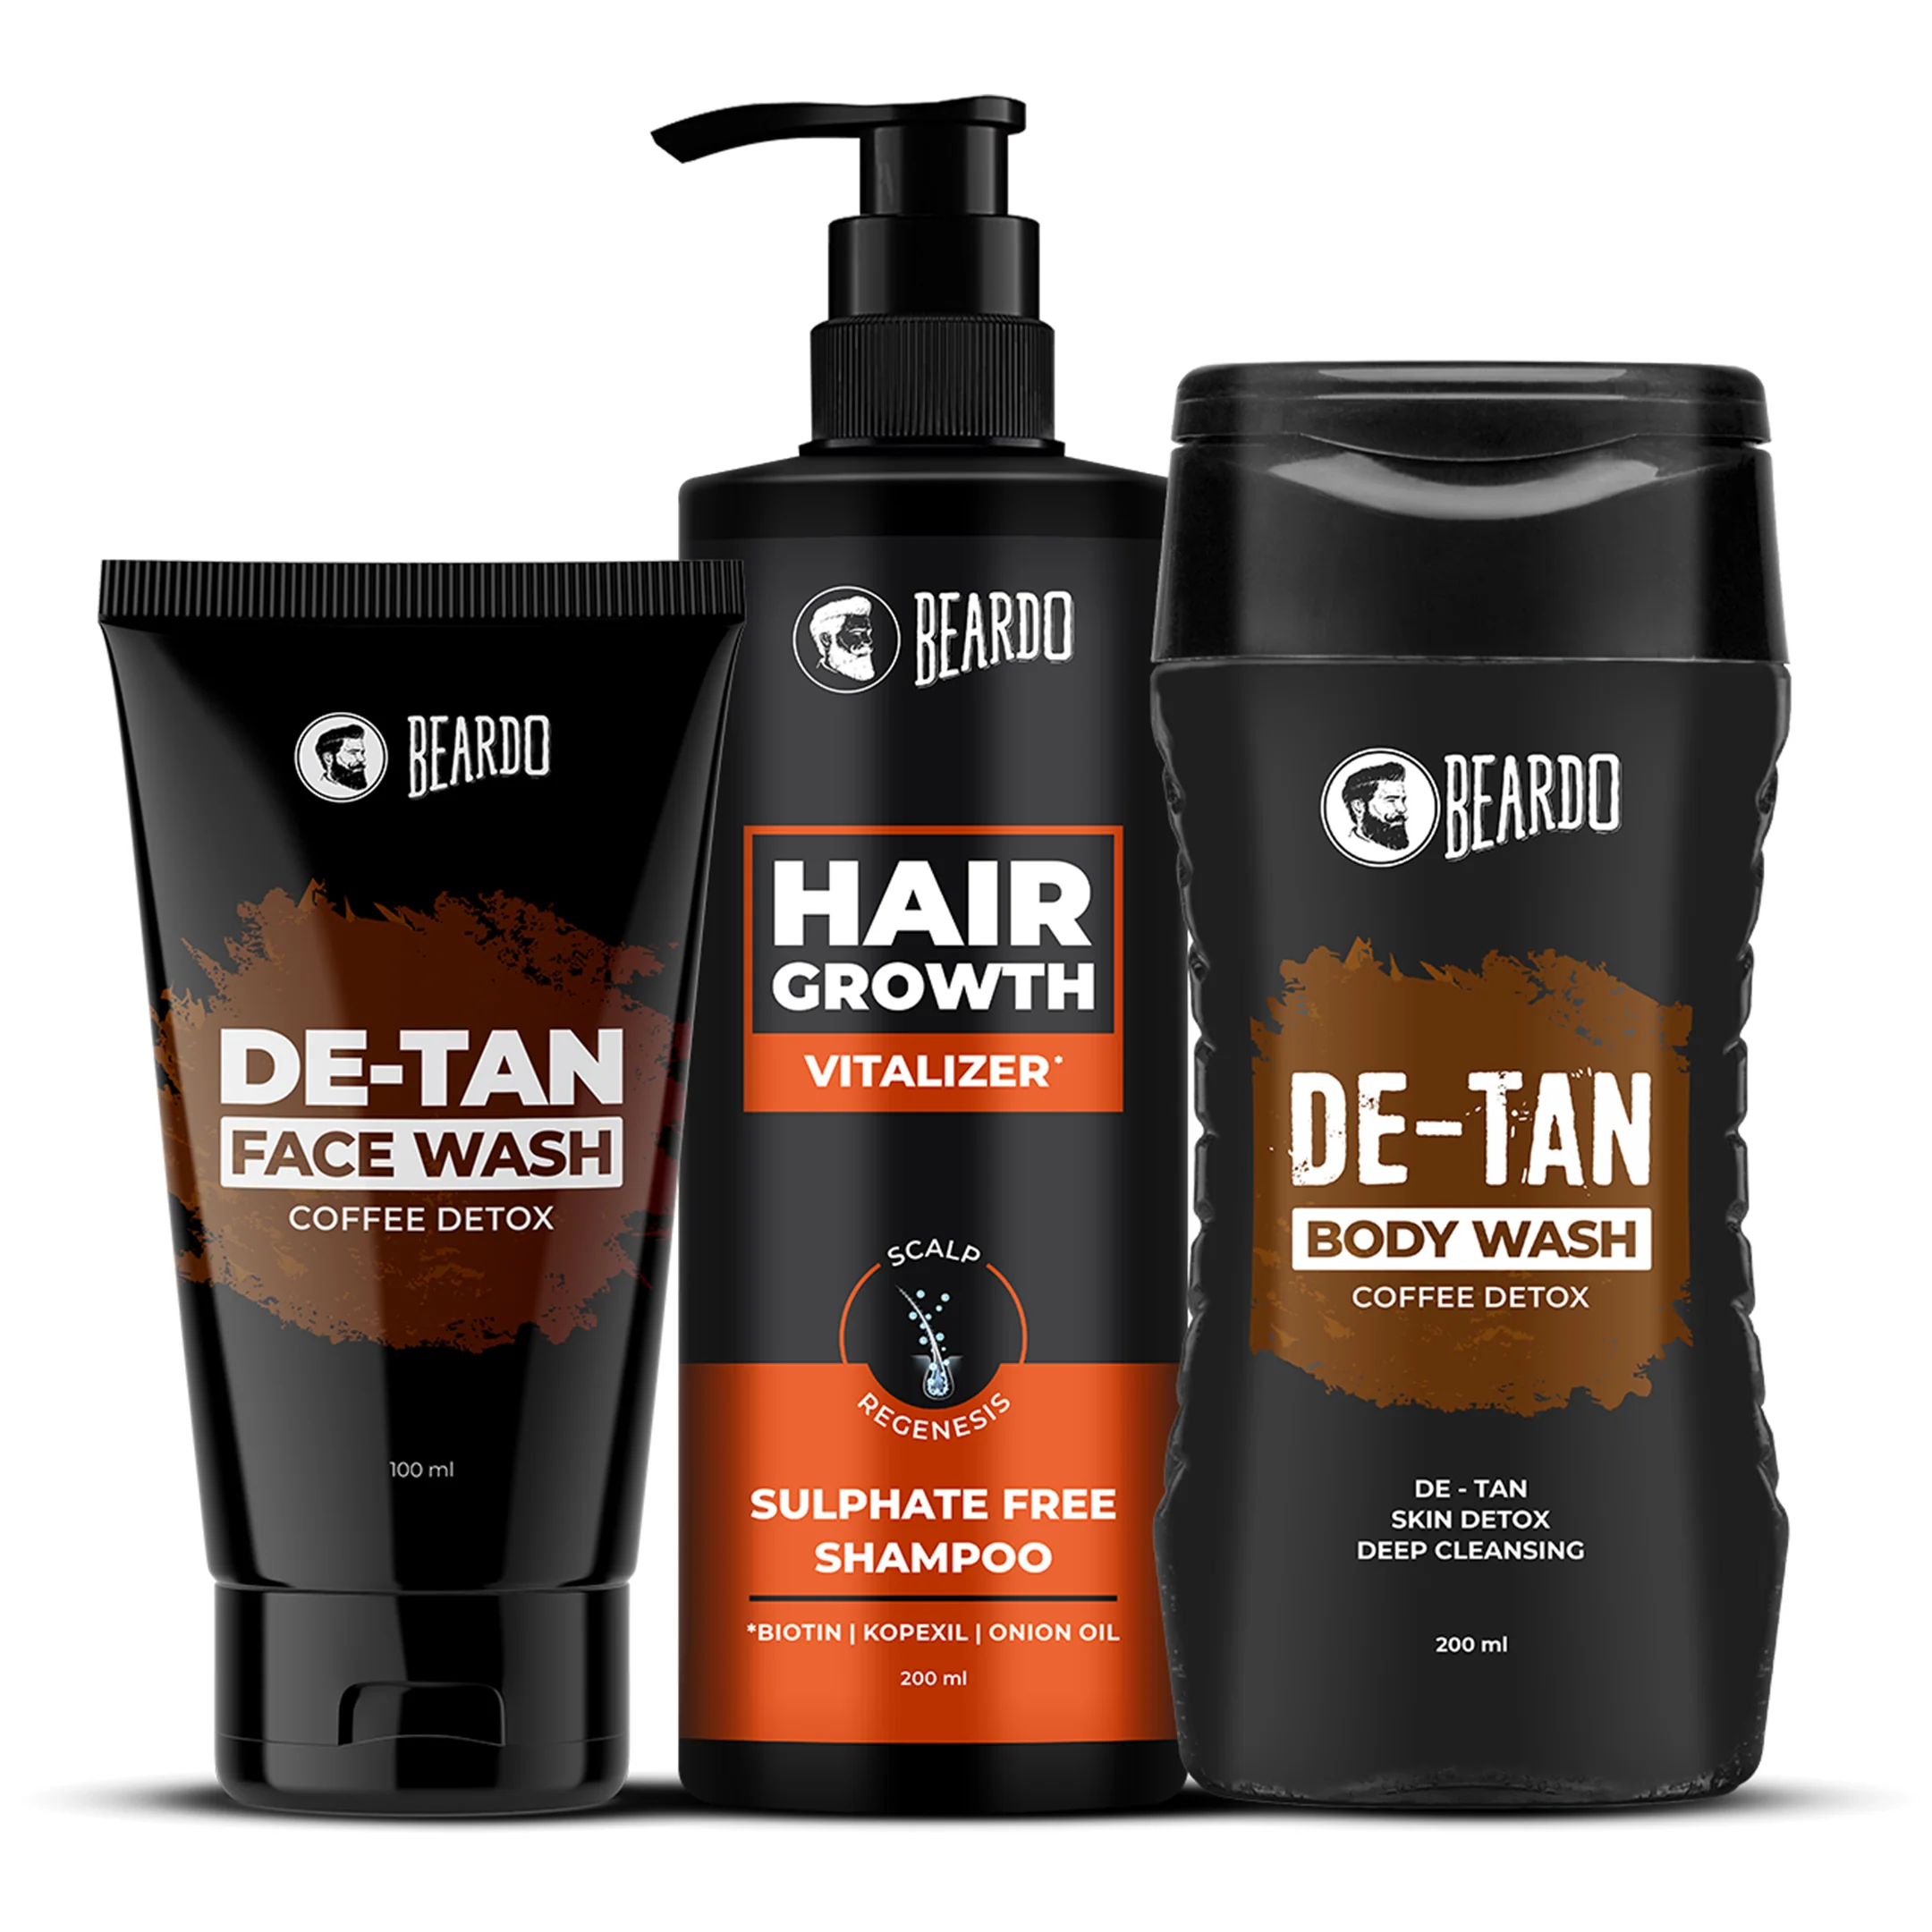 BEARDO
DE-TAN
FACE WASH
COFFEE DETOX
100 ml
BEARDO
HAIR
GROWTH
VITALIZER*
SCALP
REGENESIS
SULPHATE FREE
SHAMPOO
*BIOTIN | KOPEXIL | ONION OIL
200 ml
BEARDO
DE-TAN
BODY WASH
COFFEE DETOX
DE - TAN
SKIN DETOX
DEEP CLEANSING
200 ml